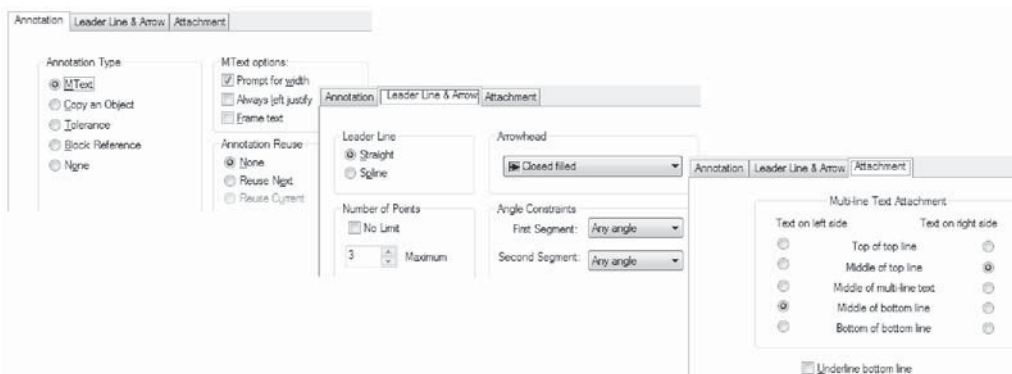 Annotation Leader Line & Arrow Attachment
Annotation Type
MText
Copy an Object
Tolerance
Block Reference
None
MText options:
Prompt for width
Always left justify
Frame text
Annotation Reuse
None
Reuse Next
Reuse Current
Annotation Leader Line & Arrow Attachment
Leader Line
Straight
Spline
Arrowhead
Closed filled
Number of Points
No Limit
3 Maximum
Angle Constraints
First Segment: Any angle
Second Segment: Any angle
Annotation Leader Line & Arrow Attachment
Multi-line Text Attachment
Text on left side Text on right side
Top of top line
Middle of top line
Middle of multi-line text
Middle of bottom line
Bottom of bottom line
Underline bottom line